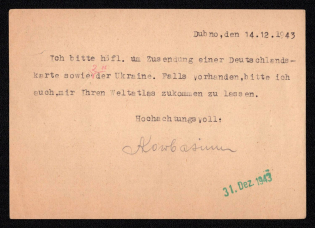 Dubno,den 14.12.1943
Ich bitte höfl. um Zusendung einer Deutschlands-
karte sowie der Ukraine. Falls vorhanden,bitte ich
auch,mir Ihren Weltatlas zukommen zu lassen.
Hochachtungsvoll:
31. Dez. 1943